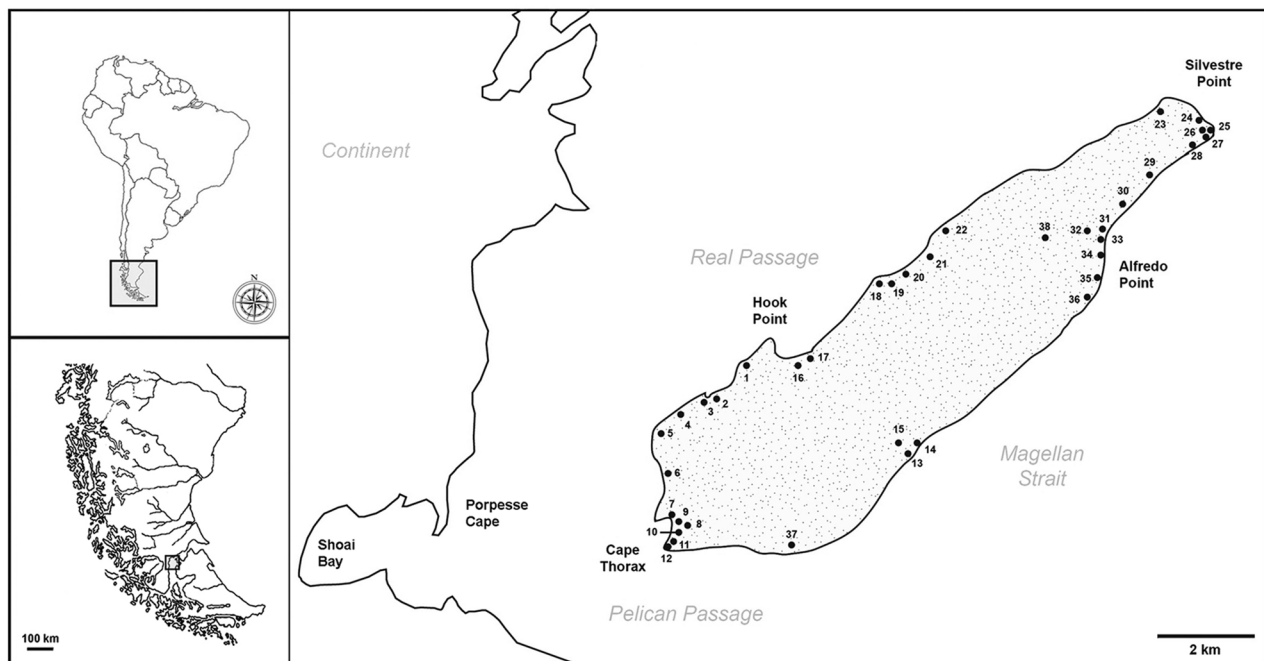 N
100 km
Continent
Real Passage
Silvestre
Point
Alfredo
Point
Hook
Point
Magellan
Strait
Porpesse
Cape
Shoai
Bay
Cape
Thorax
Pelican Passage
2 km
1
2
3
4
5
6
7
8
9
10
11
12
13
14
15
16
17
18
19
20
21
22
23
24
25
26
27
28
29
30
31
32
33
34
35
36
37
38